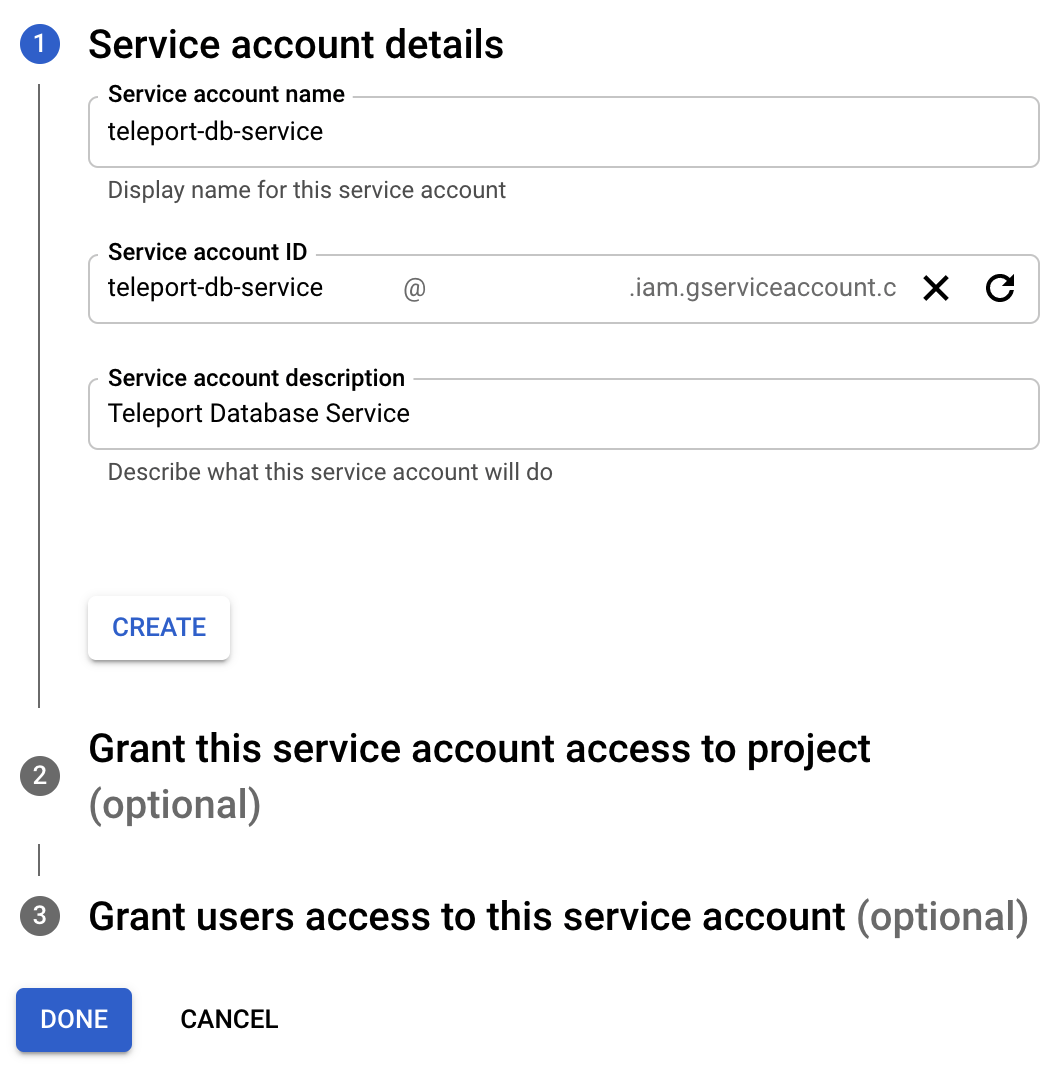 1 Service account details
Service account name
teleport-db-service
Display name for this service account
Service account ID
teleport-db-service @ .iam.gserviceaccount.c
Service account description
Teleport Database Service
Describe what this service account will do
CREATE
2 Grant this service account access to project
(optional)
3 Grant users access to this service account (optional)
DONE CANCEL